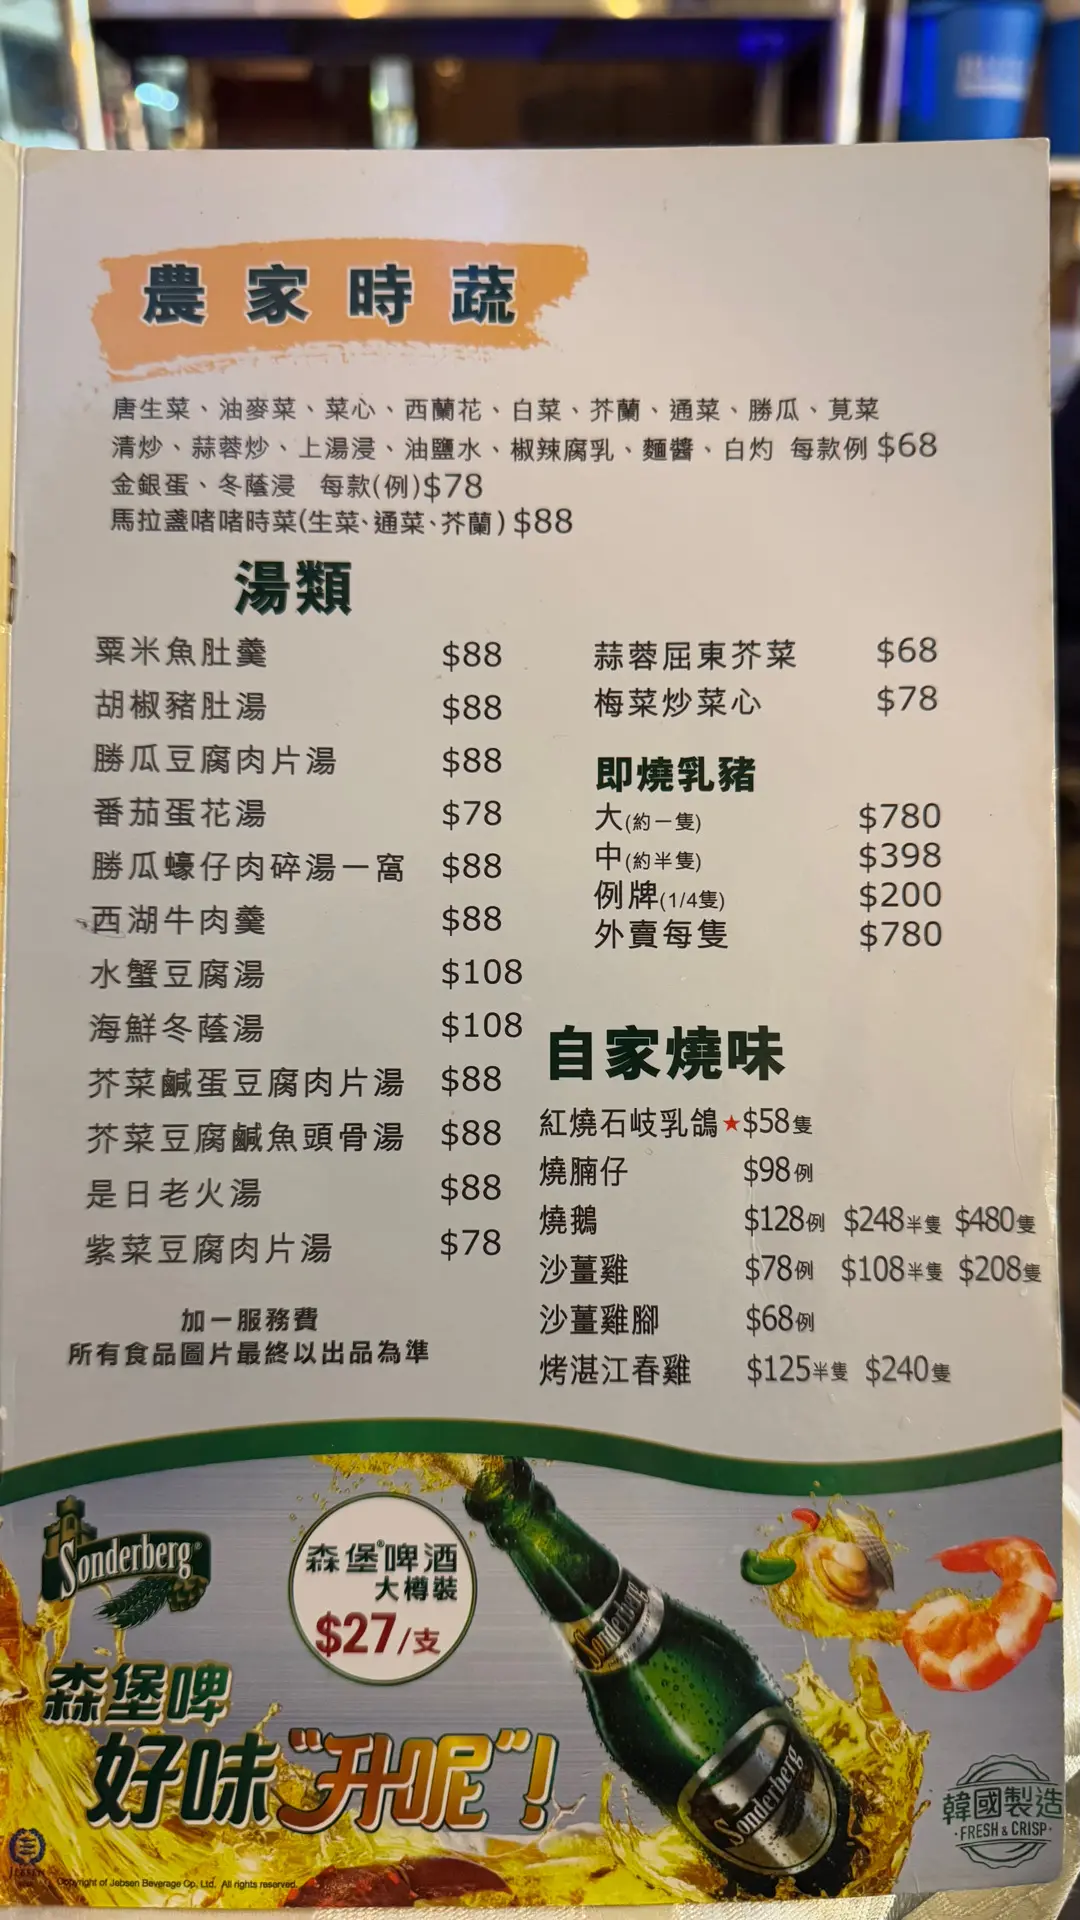 農家時蔬
唐生菜、油麥菜、菜心、西蘭花、白菜、芥蘭、通菜、勝瓜、莧菜
清炒、蒜蓉炒、上湯浸、油鹽水、椒辣腐乳、麵醬、白灼 每款例 $68
金銀蛋、冬蔭浸 每款(例)$78
馬拉盞啫啫時菜(生菜、通菜、芥蘭) $88
湯類
粟米魚肚羹 $88
胡椒豬肚湯 $88
勝瓜豆腐肉片湯 $88
番茄蛋花湯 $78
勝瓜蠔仔肉碎湯一窩 $88
西湖牛肉羹 $88
水蟹豆腐湯 $108
海鮮冬蔭湯 $108
芥菜鹹蛋豆腐肉片湯 $88
芥菜豆腐鹹魚頭骨湯 $88
是日老火湯 $88
紫菜豆腐肉片湯 $78
加一服務費
所有食品圖片最終以出品為準
蒜蓉屈東芥菜 $68
梅菜炒菜心 $78
即燒乳豬
大(約一隻) $780
中(約半隻) $398
例牌(1/4隻) $200
外賣每隻 $780
自家燒味
紅燒石岐乳鴿★$58隻
燒腩仔 $98例
燒鵝 $128例 $248半隻 $480隻
沙薑雞 $78例 $108半隻 $208隻
沙薑雞腳 $68例
烤湛江春雞 $125半隻 $240隻
Sonderberg®
森堡®啤酒
大樽裝
$27/支
森堡啤
好味"升呢"!
Sonderberg
Sonderberg
韓國製造
·FRESH & CRISP·
JEBSEN
Copyright of Jebsen Beverage Co. Ltd. All rights reserved.